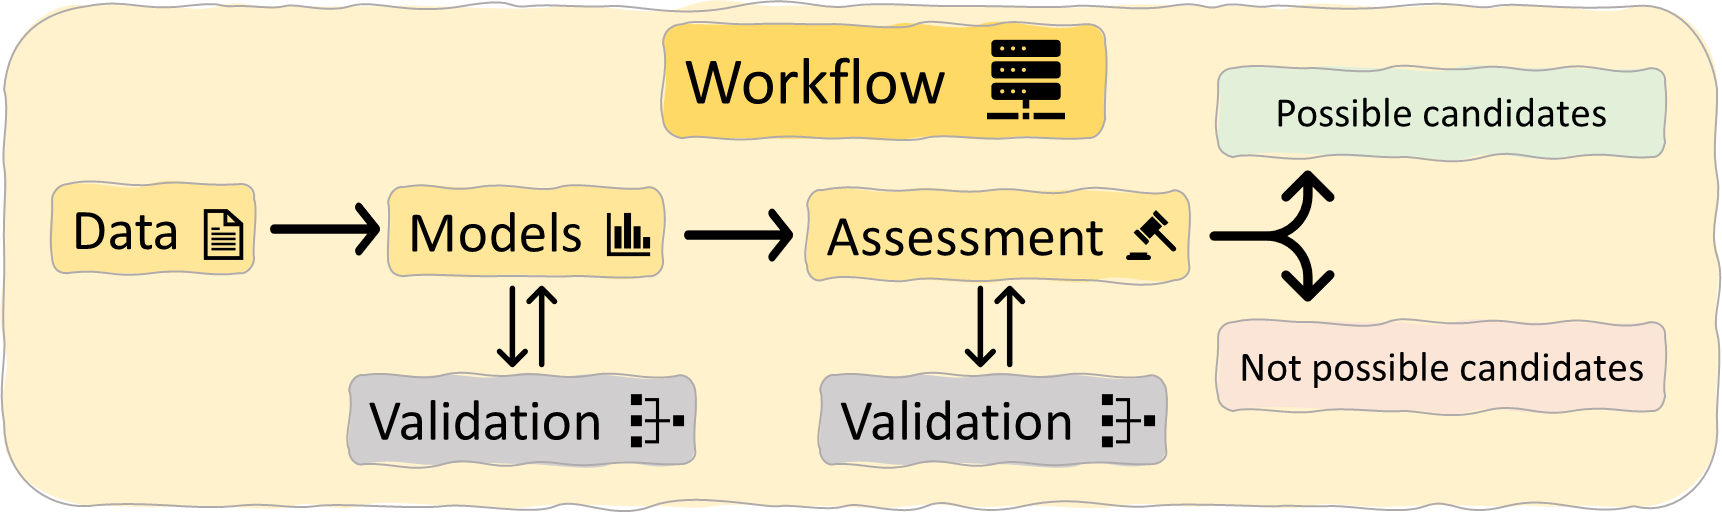 Workflow
Possible candidates
Data
Models
Assessment
Not possible candidates
Validation
Validation